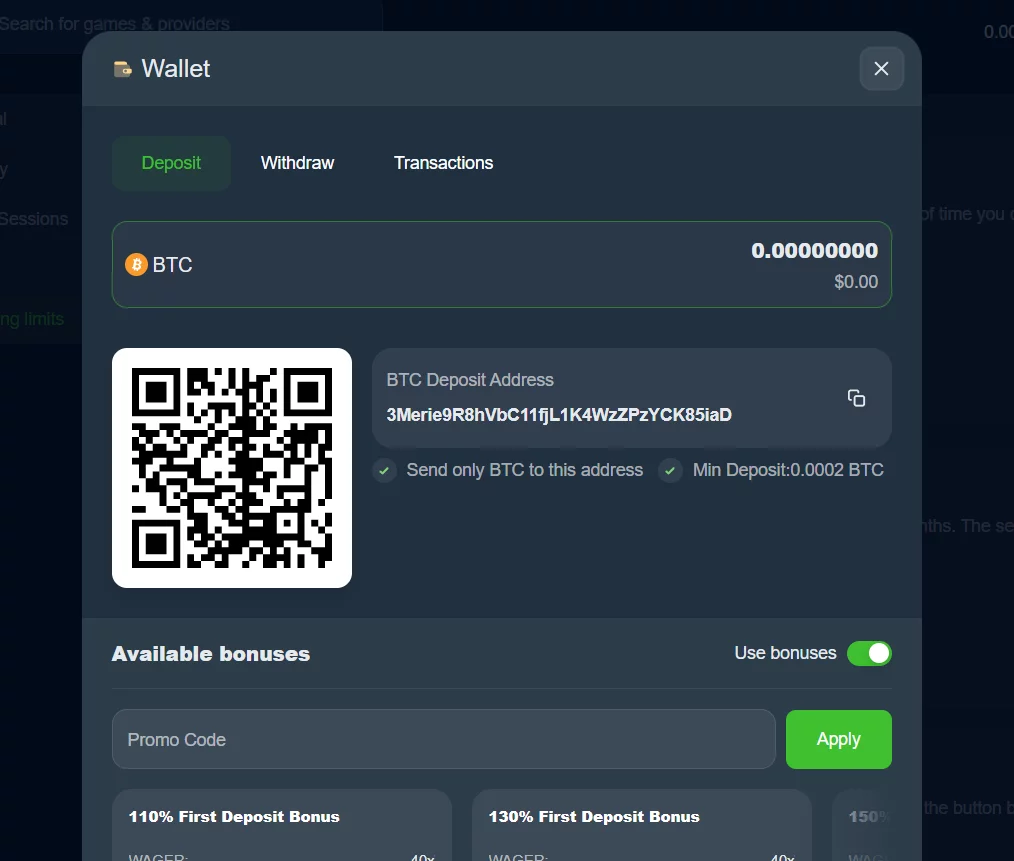 Search for games & providers
0.00
Wallet
Deposit
Withdraw
Transactions
Sessions
of time you
BTC
0.00000000
$0.00
ng limits
BTC Deposit Address
3Merie9R8hVbC11fjL1K4WzZPzYCK85iaD
Send only BTC to this address
Min Deposit:0.0002 BTC
nths. The se
Available bonuses
Use bonuses
Promo Code
Apply
the button b
110% First Deposit Bonus
130% First Deposit Bonus
150%
WAGER:
40x
WAGER:
40x
WAG